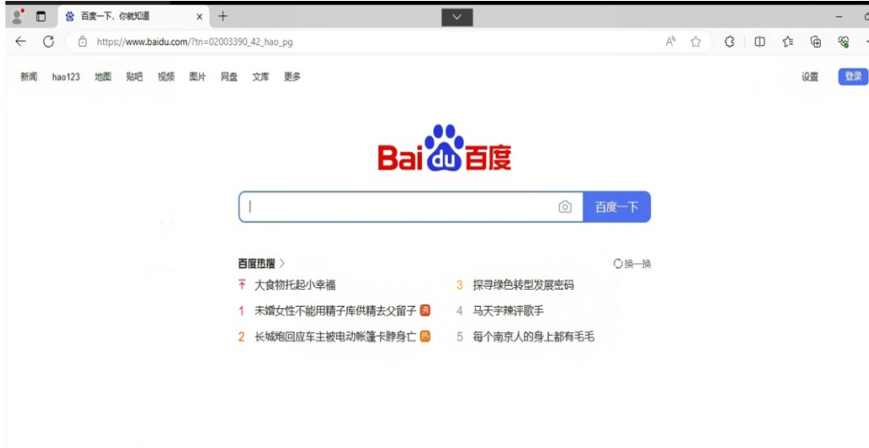 百度一下，你就知道
https://www.baidu.com/?tn=02003390_42_hao_pg
新闻 hao123 地图 贴吧 视频 图片 网盘 文库 更多 设置 登录
Bai du 百度
百度一下
百度热搜 换一换
大食物托起小幸福
3 探寻绿色转型发展密码
1 未婚女性不能用精子库供精去父留子 沸
4 马天宇辣评歌手
2 长城炮回应车主被电动帐篷卡脖身亡 热
5 每个南京人的身上都有毛毛